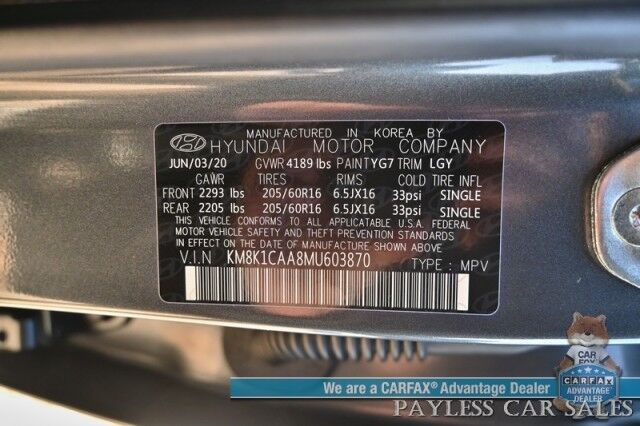 MANUFACTURED IN KOREA BY
HYUNDAI MOTOR COMPANY
JUN/03/20 GVWR 4189 lbs PAINT YG7 TRIM LGY
GAWR TIRES RIMS COLD TIRE INFL
FRONT 2293 lbs 205/60R16 6.5JX16 33psi SINGLE
REAR 2205 lbs 205/60R16 6.5JX16 33psi SINGLE
THIS VEHICLE CONFORMS TO ALL APPLICABLE U.S.A FEDERAL
MOTOR VEHICLE SAFETY AND THEFT PREVENTION STANDARDS
IN EFFECT ON THE DATE OF MANUFACTURE SHOWN ABOVE.
V.I.N KM8K1CAA8MU603870 TYPE : MPV
CAR
FOX
We are a CARFAX® Advantage Dealer
CARFAX
ADVANTAGE
DEALER
PAYLESS CAR SALES